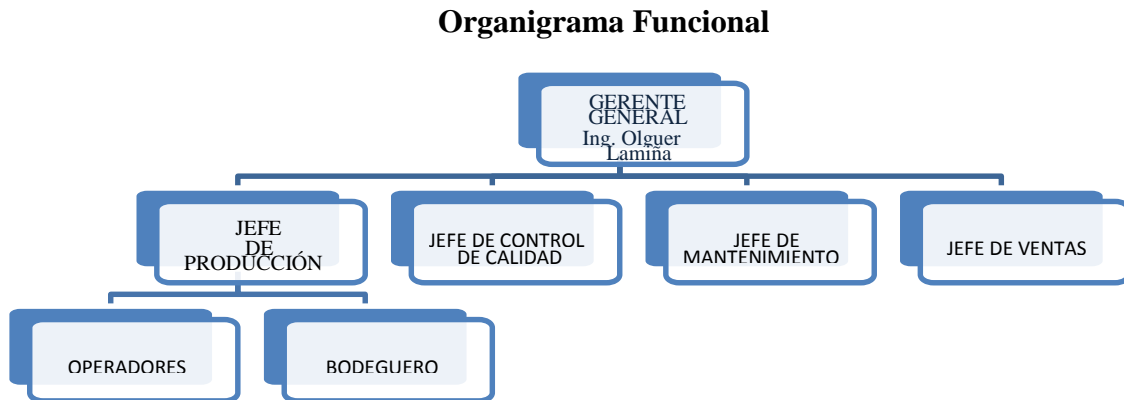 Organigrama Funcional
GERENTE
GENERAL
Ing. Olguer
Lamiña
JEFE
DE
PRODUCCIÓN
JEFE DE CONTROL
DE CALIDAD
JEFE DE
MANTENIMIENTO
JEFE DE VENTAS
OPERADORES
BODEGUERO